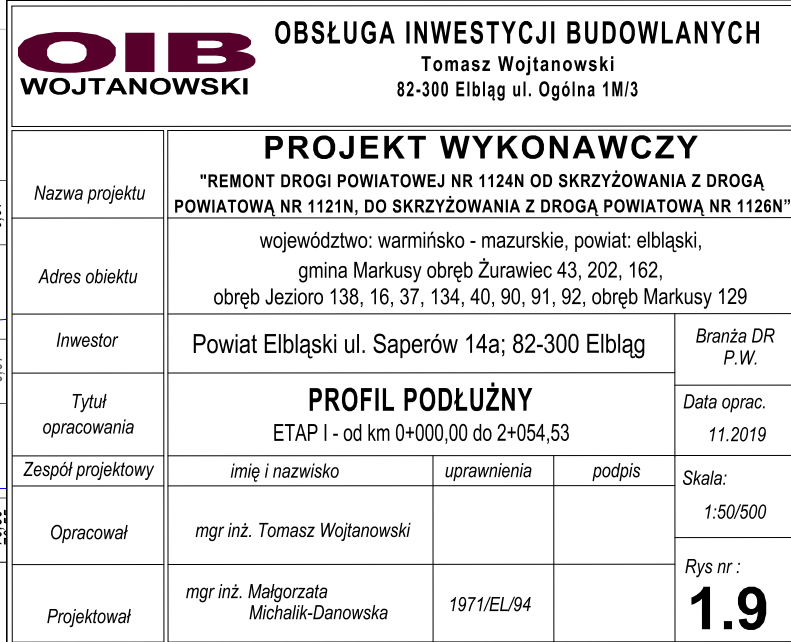 OIB
WOJTANOWSKI
OBSŁUGA INWESTYCJI BUDOWLANYCH
Tomasz Wojtanowski
82-300 Elbląg ul. Ogólna 1M/3
PROJEKT WYKONAWCZY
Nazwa projektu
"REMONT DROGI POWIATOWEJ NR 1124N OD SKRZYŻOWANIA Z DROGĄ
POWIATOWĄ NR 1121N, DO SKRZYŻOWANIA Z DROGĄ POWIATOWĄ NR 1126N”
Adres obiektu
województwo: warmińsko - mazurskie, powiat: elbląski,
gmina Markusy obręb Żurawiec 43, 202, 162,
obręb Jezioro 138, 16, 37, 134, 40, 90, 91, 92, obręb Markusy 129
Inwestor
Powiat Elbląski ul. Saperów 14a; 82-300 Elbląg
Branża DR
P.W.
Tytuł
opracowania
PROFIL PODŁUŻNY
ETAP I - od km 0+000,00 do 2+054,53
Data oprac.
11.2019
Zespół projektowy
imię i nazwisko
uprawnienia
podpis
Skala:
1:50/500
Opracował
mgr inż. Tomasz Wojtanowski
Projektował
mgr inż. Małgorzata
Michalik-Danowska
1971/EL/94
Rys nr :
1.9